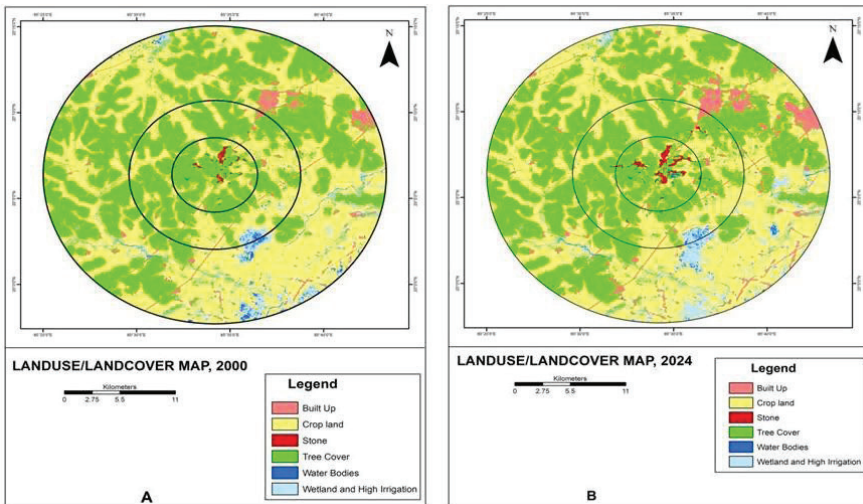 N
LANDUSE/LANDCOVER MAP, 2000
Kilometers
0 2.75 5.5 11
Legend
Built Up
Crop land
Stone
Tree Cover
Water Bodies
Wetland and High Irrigation
A
N
LANDUSE/LANDCOVER MAP, 2024
Kilometers
0 2.75 5.5 11
Legend
Built Up
Crop land
Stone
Tree Cover
Water Bodies
Wetland and High Irrigation
B